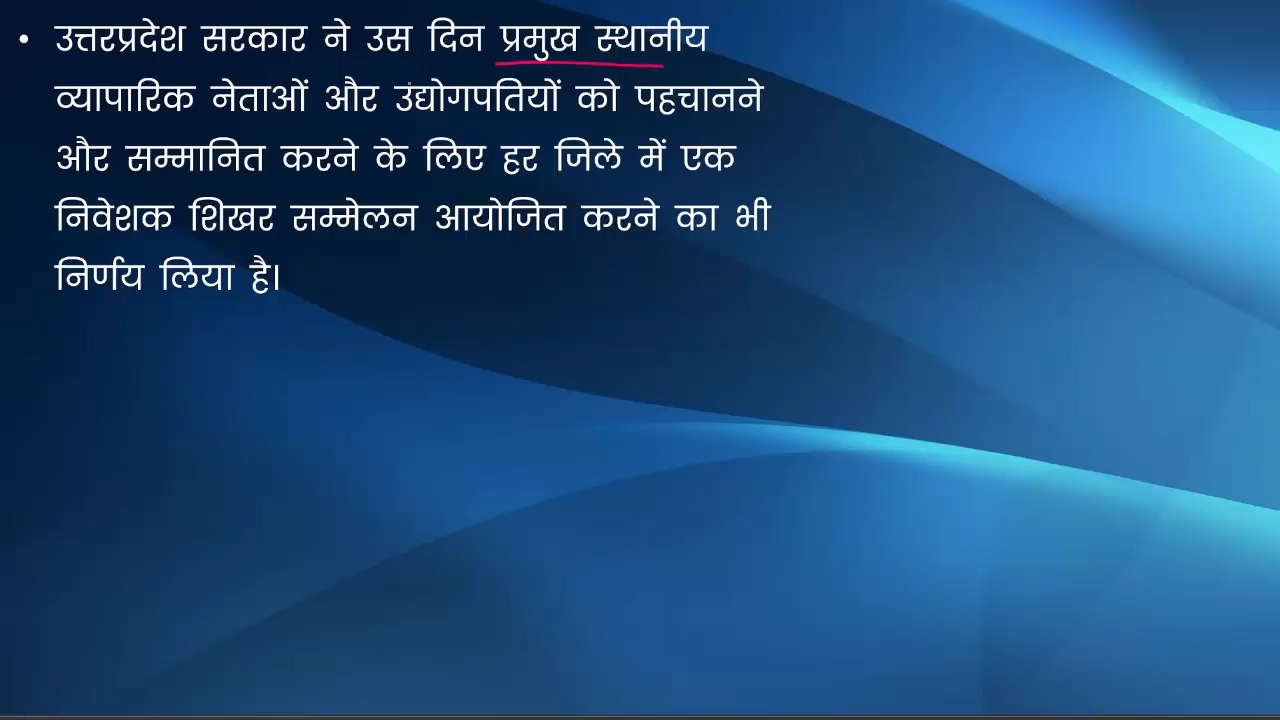 • उत्तरप्रदेश सरकार ने उस दिन प्रमुख स्थानीय
व्यापारिक नेताओं और उंद्योगपतियों को पहचानने
और सम्मानित करने के लिए हर जिले में एक
निवेशक शिखर सम्मेलन आयोजित करने का भी
निर्णय लिया है।